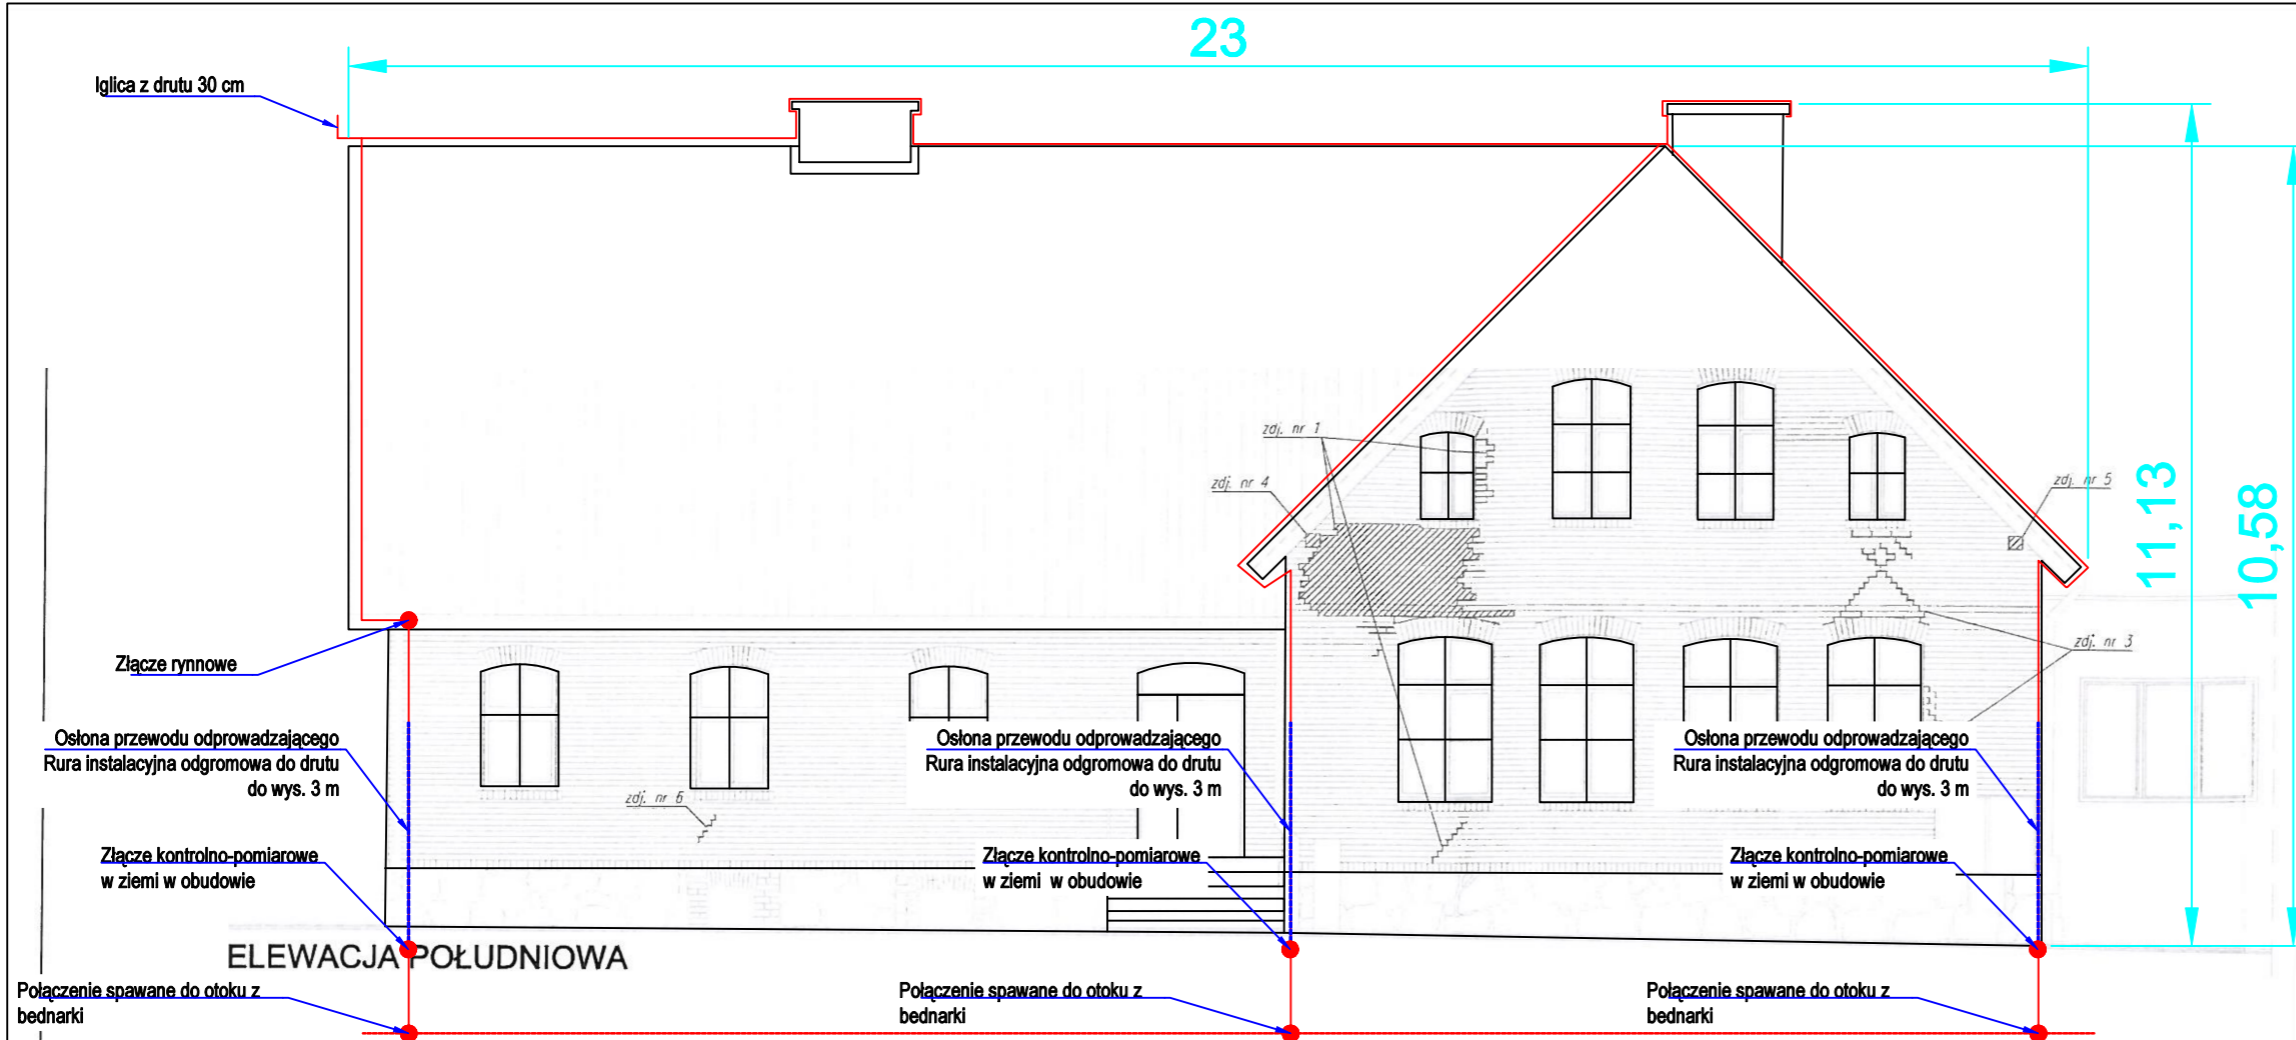 23
Iglica z drutu 30 cm
zdj. nr 1
zdj. nr 4
zdj. nr 5
11,13
10,58
Złącze rynnowe
zdj. nr 3
Osłona przewodu odprowadzającego
Rura instalacyjna odgromowa do drutu
do wys. 3 m
Osłona przewodu odprowadzającego
Rura instalacyjna odgromowa do drutu
do wys. 3 m
Osłona przewodu odprowadzającego
Rura instalacyjna odgromowa do drutu
do wys. 3 m
zdj. nr 6
Złącze kontrolno-pomiarowe
w ziemi w obudowie
Złącze kontrolno-pomiarowe
w ziemi w obudowie
Złącze kontrolno-pomiarowe
w ziemi w obudowie
ELEWACJA POŁUDNIOWA
Połączenie spawane do otoku z
bednarki
Połączenie spawane do otoku z
bednarki
Połączenie spawane do otoku z
bednarki